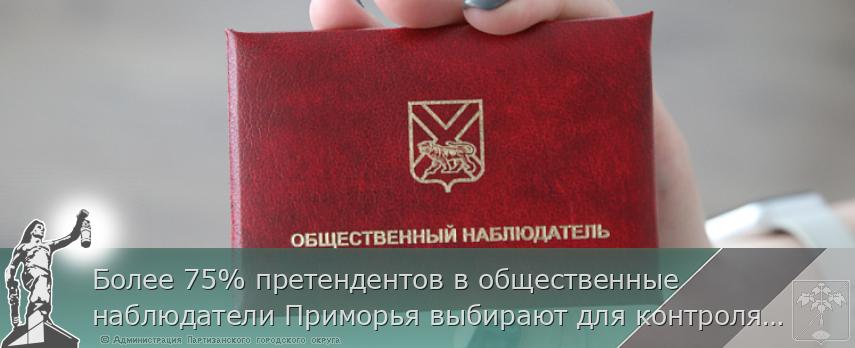 ОБЩЕСТВЕННЫЙ НАБЛЮДАТЕЛЬ
Более 75% претендентов в общественные
наблюдатели Приморья выбирают для контроля...
© Администрация Партизанского городского округа